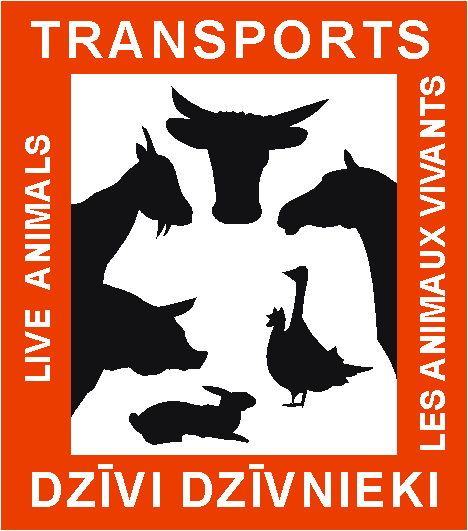 TRANSPORTS
LIVE ANIMALS
LES ANIMAUX VIVANTS
DZĪVI DZĪVNIEKI